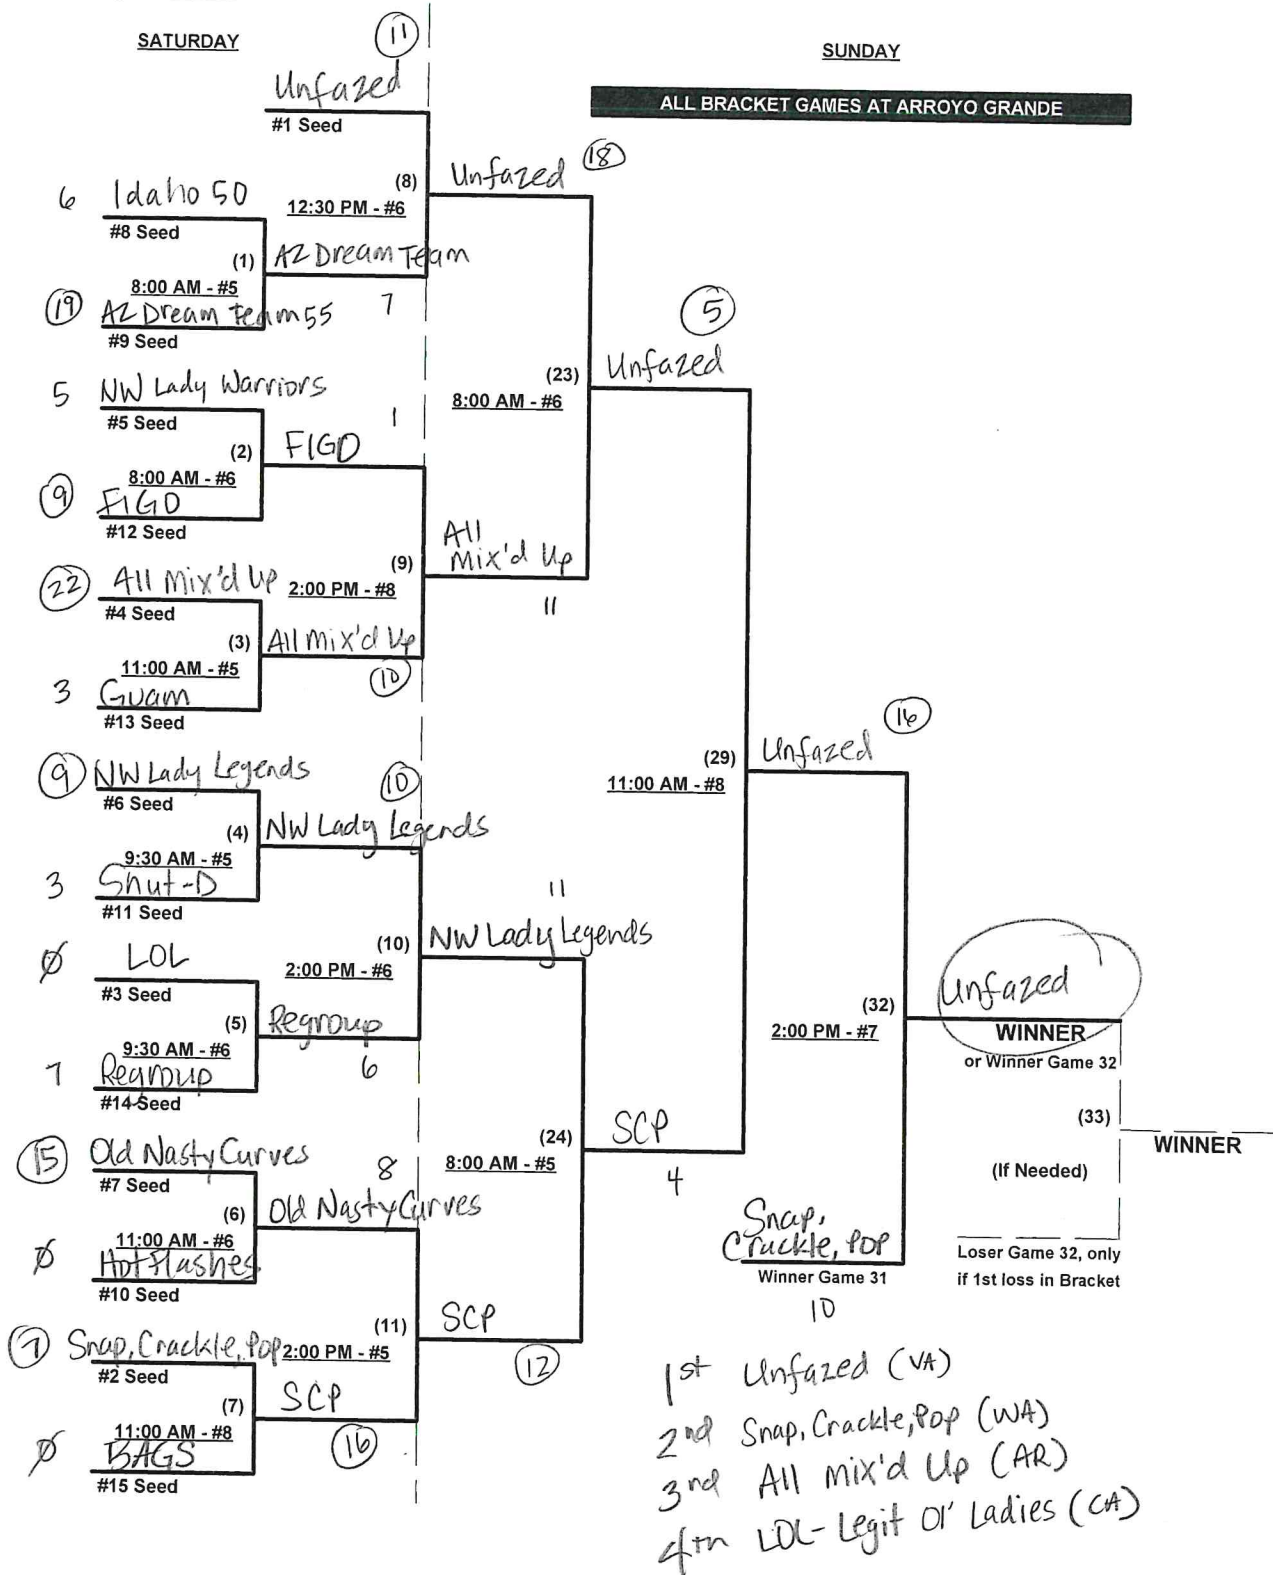 SATURDAY
11
SUNDAY
Unfazed
#1 Seed
ALL BRACKET GAMES AT ARROYO GRANDE
(8)
12:30 PM - #6
Unfazed 18
6 Idaho 50
#8 Seed
(1)
8:00 AM - #5
AZ Dream Team
7
19 AZ Dream Team 55
#9 Seed
5 NW Lady Warriors
#5 Seed
(2)
8:00 AM - #6
1
FIGO
9 FIGO
#12 Seed
(23)
8:00 AM - #6
5
Unfazed
(9)
2:00 PM - #8
All
Mix'd Up
11
22 All Mix'd Up
#4 Seed
(3)
11:00 AM - #5
All Mix'd Up
10
3 Guam
#13 Seed
(29)
11:00 AM - #8
Unfazed 16
9 NW Lady Legends
#6 Seed
(4)
9:30 AM - #5
10
NW Lady Legends
3 Shut-D
#11 Seed
(10)
2:00 PM - #6
11
NW Lady Legends
0 LOL
#3 Seed
(5)
9:30 AM - #6
Regroup
6
7 Regroup
#14 Seed
(32)
2:00 PM - #7
Unfazed
WINNER
or Winner Game 32
(33)
WINNER
(If Needed)
Loser Game 32, only
if 1st loss in Bracket
(24)
8:00 AM - #5
SCP
4
Snap,
Crackle, Pop
Winner Game 31
10
15 Old Nasty Curves
#7 Seed
(6)
11:00 AM - #6
8
Old Nasty Curves
0 Hot Flashes
#10 Seed
(11)
2:00 PM - #5
SCP
12
7 Snap, Crackle, Pop
#2 Seed
(7)
11:00 AM - #8
SCP
16
0 BAGS
#15 Seed
1st Unfazed (VA)
2nd Snap, Crackle, Pop (WA)
3nd All Mix'd Up (AR)
4th LOL- Legit Ol' Ladies (CA)